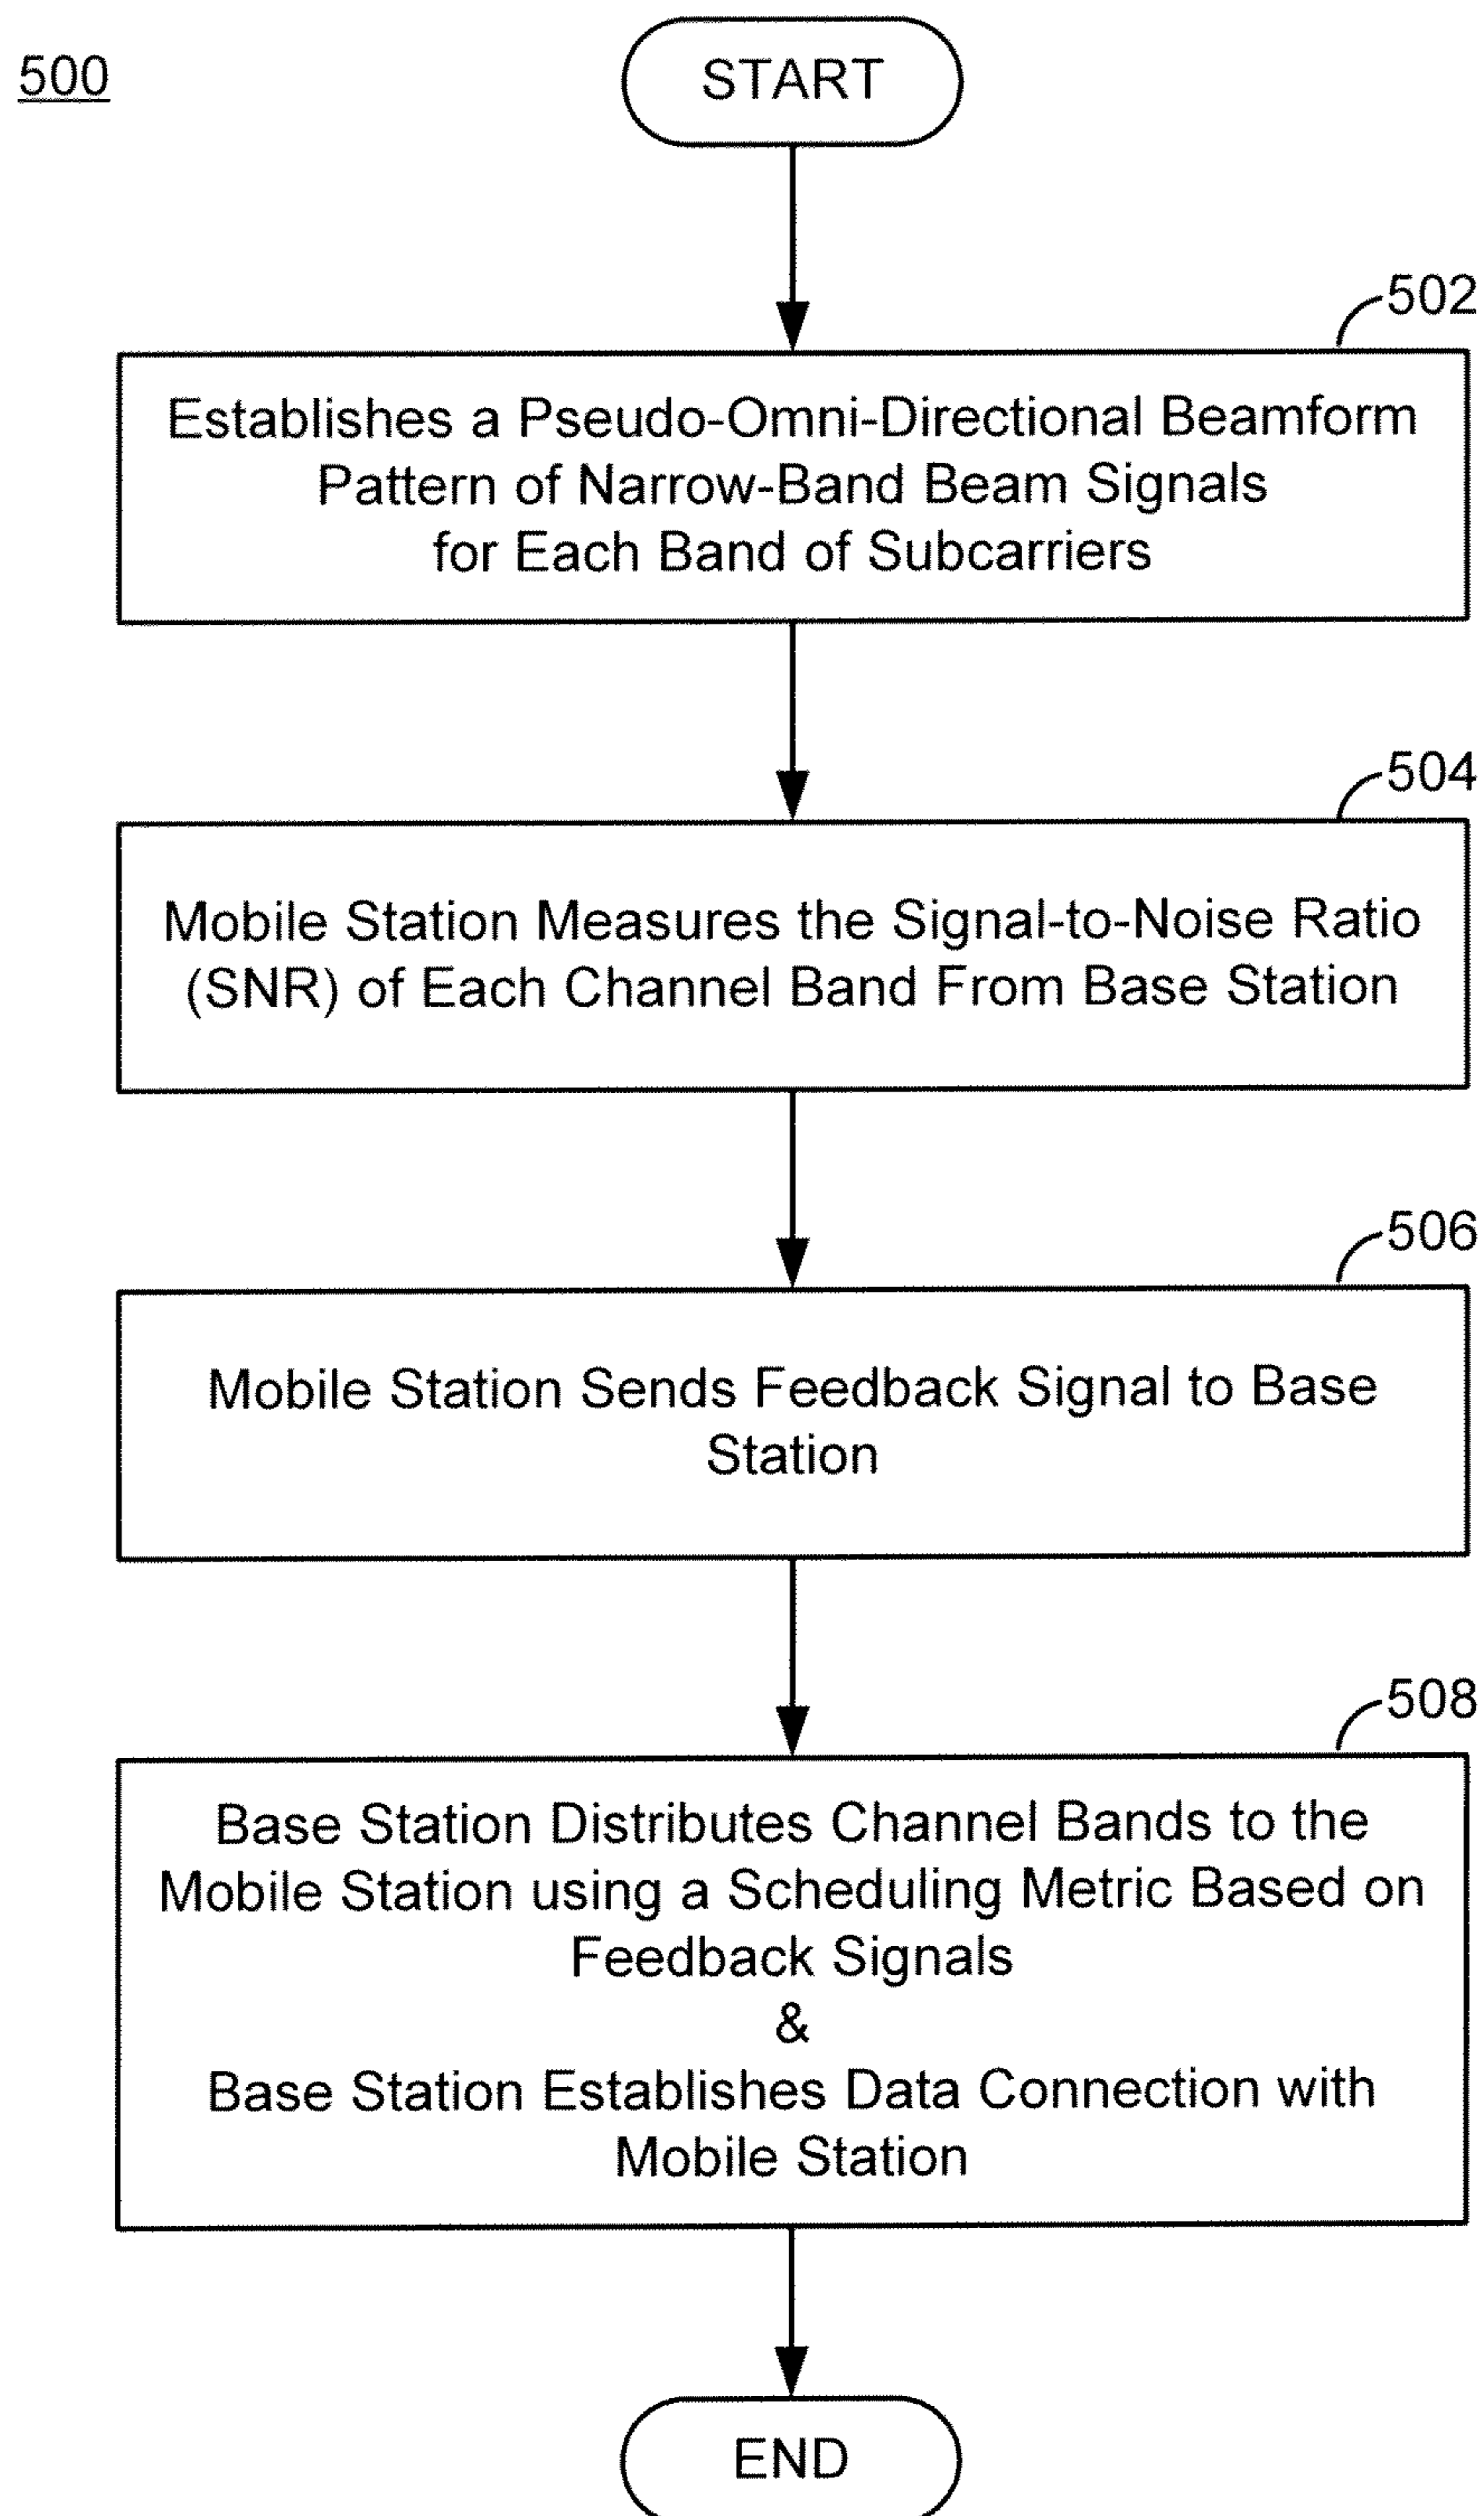 500
START
502
Establishes a Pseudo-Omni-Directional Beamform
Pattern of Narrow-Band Beam Signals
for Each Band of Subcarriers
504
Mobile Station Measures the Signal-to-Noise Ratio
(SNR) of Each Channel Band From Base Station
506
Mobile Station Sends Feedback Signal to Base
Station
508
Base Station Distributes Channel Bands to the
Mobile Station using a Scheduling Metric Based on
Feedback Signals
&
Base Station Establishes Data Connection with
Mobile Station
END